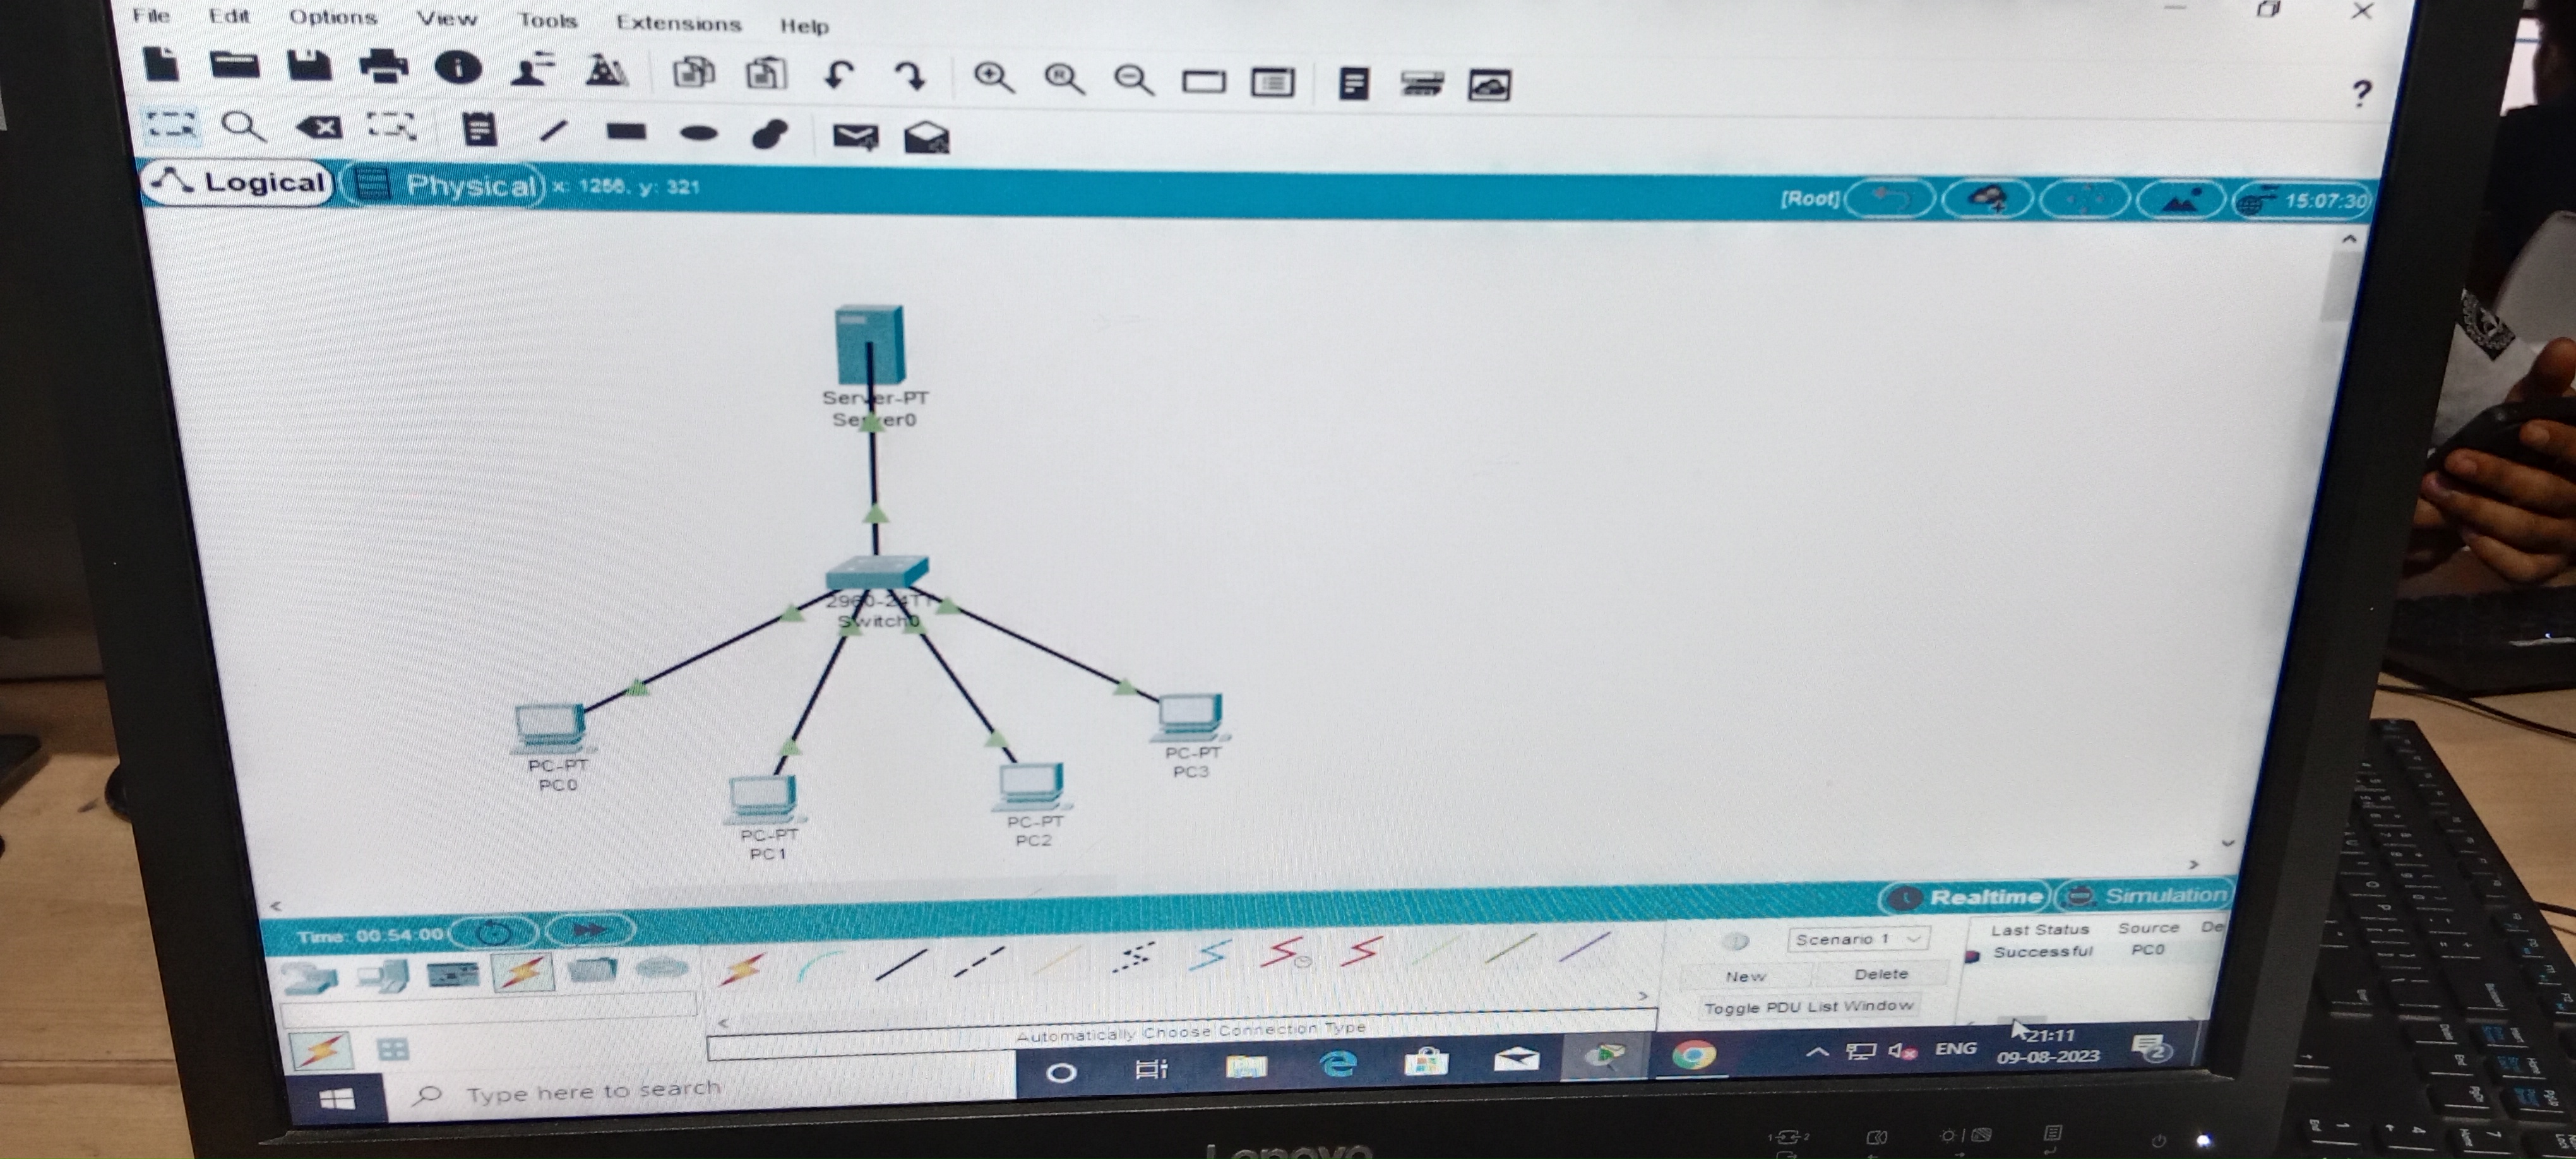 File Edit Options View Tools Extensions Help
?
Logical Physical x: 1256, y: 321 [Root] 15:07:30
Server-PT
Server0
2960-24TT
Switch0
PC-PT
PC0
PC-PT
PC1
PC-PT
PC2
PC-PT
PC3
Realtime Simulation
Time: 00:54:00
Scenario 1
New Delete
Toggle PDU List Window
Last Status Source De
Successful PC0
Automatically Choose Connection Type
Type here to search
ENG
21:11
09-08-2023
2
Lenovo